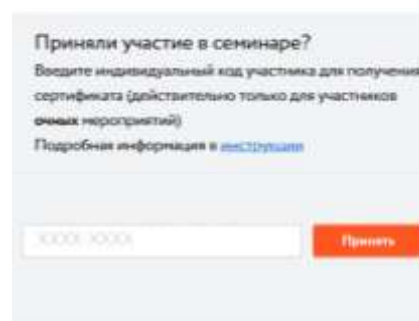 Приняли участие в семинаре?
Введите индивидуальный код участника для получения
сертификата (действительно только для участников
очных мероприятий)
Подробная информация в инструкции
XXXX-XXXX
Принять